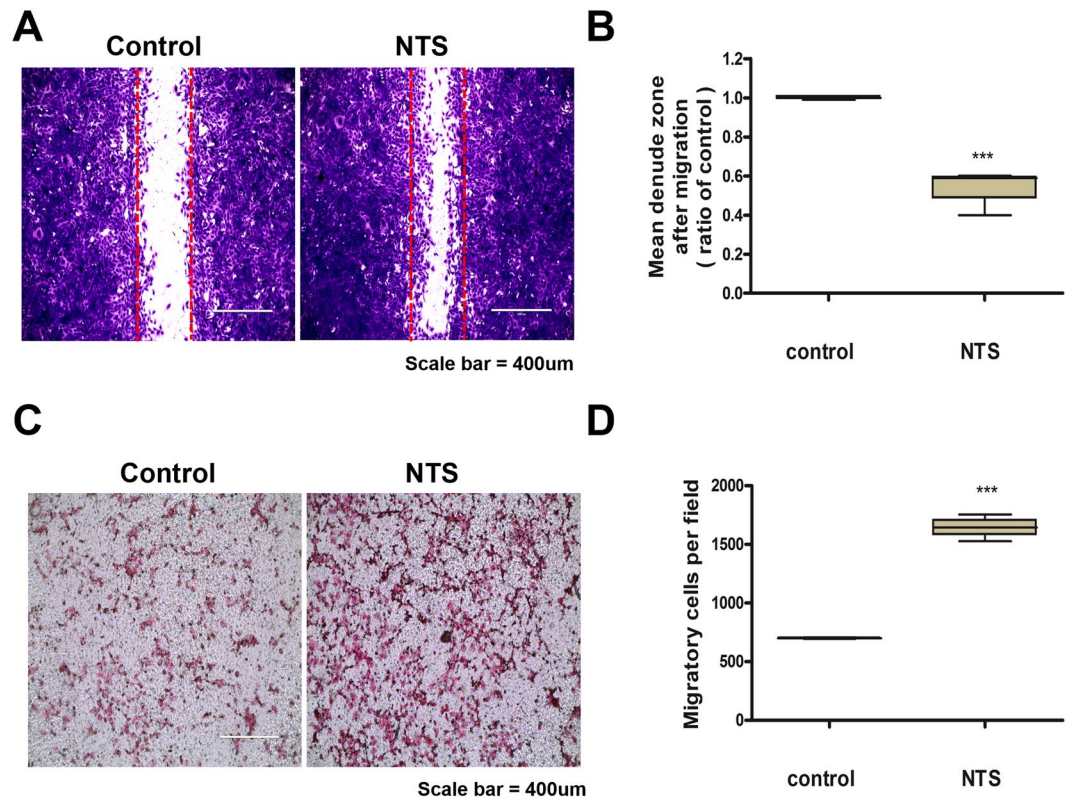 A
Control NTS
Scale bar = 400um
B
Mean denude zone
after migration
( ratio of control )
1.2
1.0
0.8
0.6
0.4
0.2
0.0
***
control NTS
C
Control NTS
Scale bar = 400um
D
Migratory cells per field
2000
1500
1000
500
0
***
control NTS